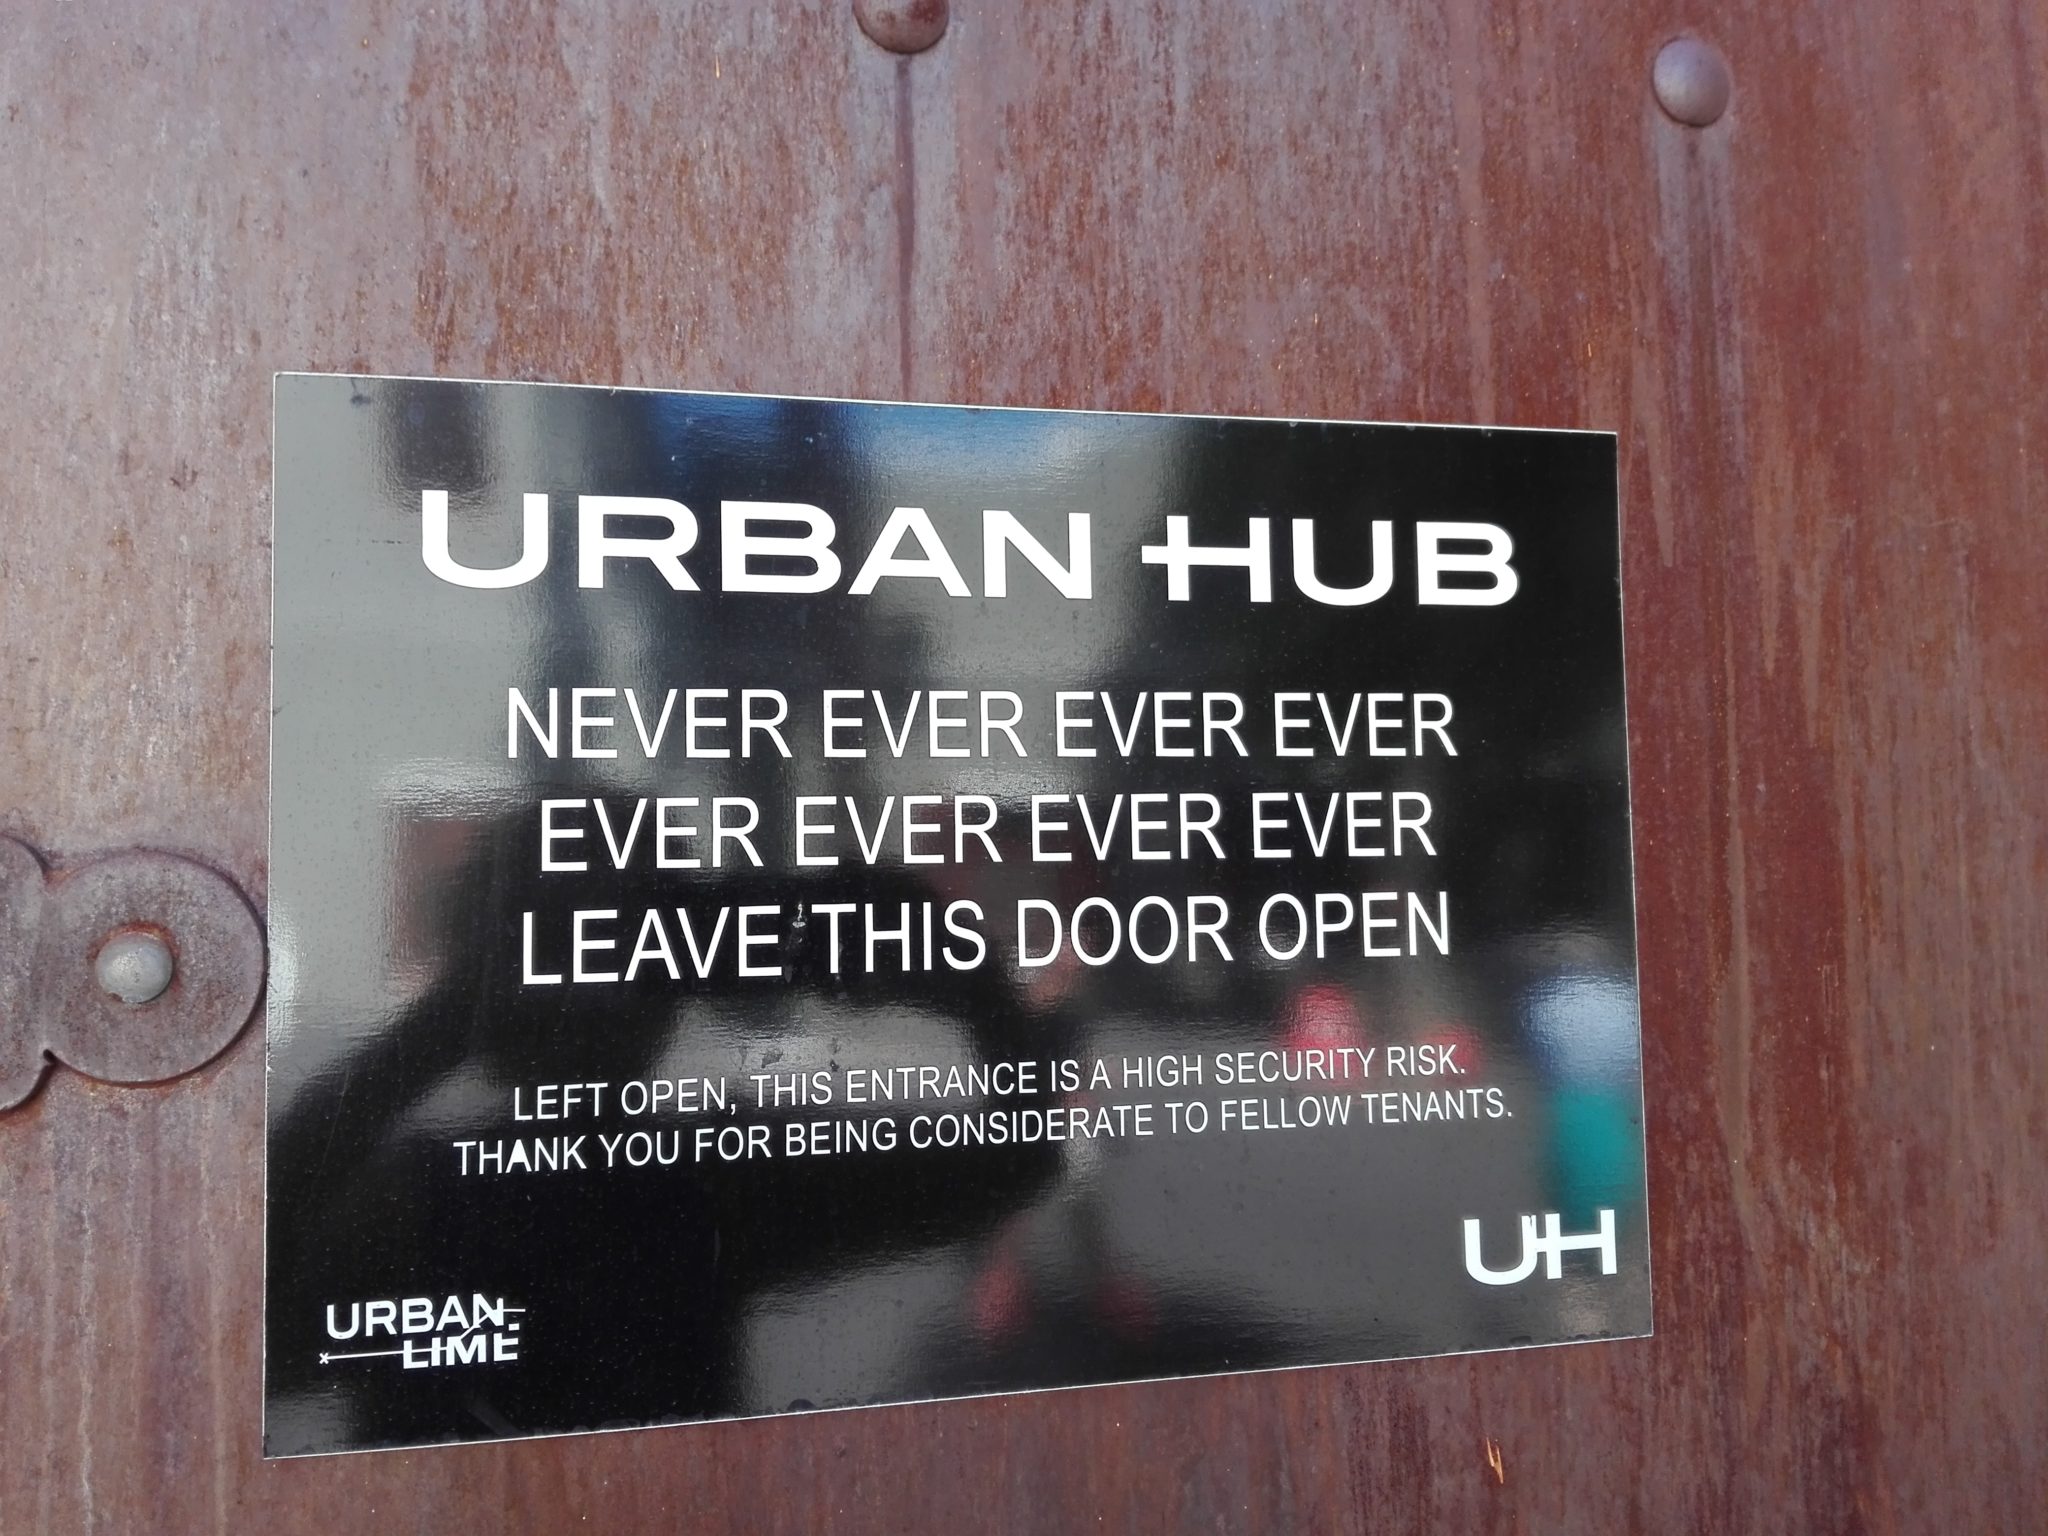 URBAN HUB
NEVER EVER EVER EVER
EVER EVER EVER EVER
LEAVE THIS DOOR OPEN
LEFT OPEN, THIS ENTRANCE IS A HIGH SECURITY RISK.
THANK YOU FOR BEING CONSIDERATE TO FELLOW TENANTS.
UH
URBAN
LIME